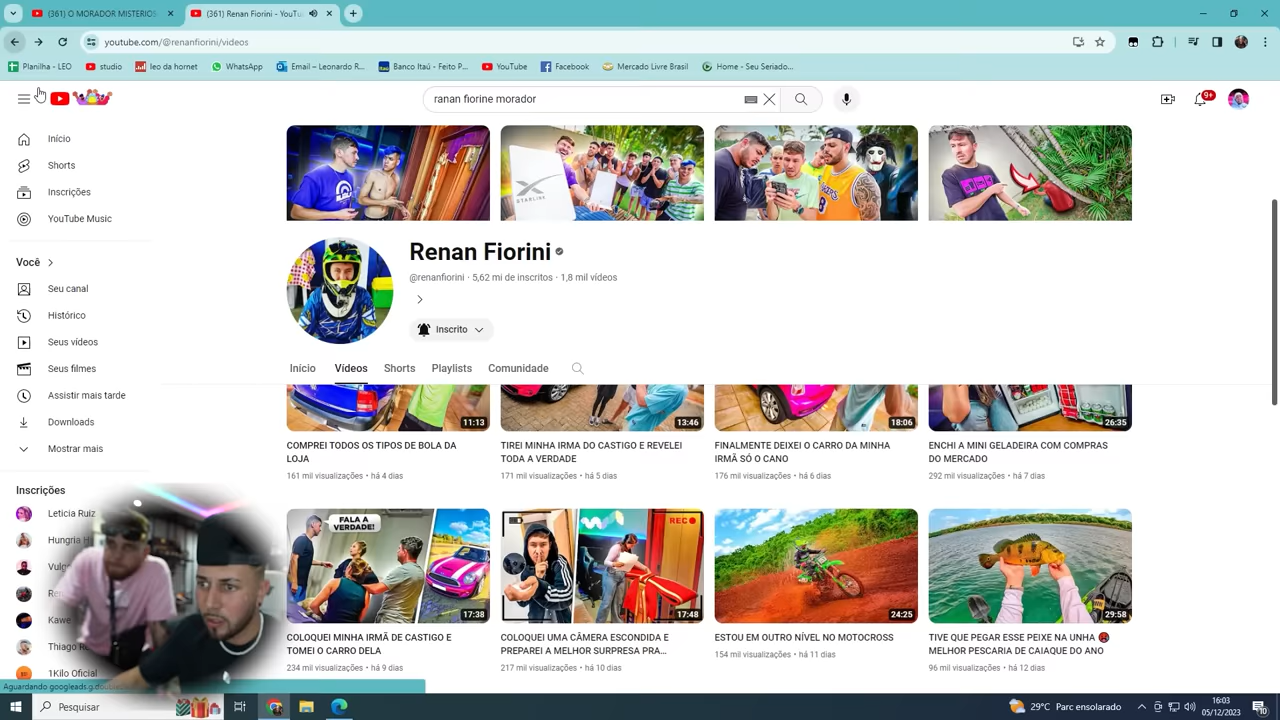 (361) O MORADOR MISTERIOS
(361) Renan Fiorini - YouTu
youtube.com/@renanfiorini/videos
Planilha - LEO
studio
leo da hornet
WhatsApp
Email – Leonardo R...
Banco Itaú - Feito P...
YouTube
Facebook
Mercado Livre Brasil
Home - Seu Seriado...
ranan fiorine morador
9+
Início
Shorts
Inscrições
YouTube Music
Você
Seu canal
Histórico
Seus vídeos
Seus filmes
Assistir mais tarde
Downloads
Mostrar mais
Inscrições
Leticia Ruiz
Hungria H
Kawe
Thiago R
1Kilo Oficial
STARLINK
Renan Fiorini
@renanfiorini · 5,62 mi de inscritos · 1,8 mil vídeos
Inscrito
Início
Vídeos
Shorts
Playlists
Comunidade
11:13
13:46
18:06
26:35
COMPREI TODOS OS TIPOS DE BOLA DA
LOJA
161 mil visualizações • há 4 dias
TIREI MINHA IRMA DO CASTIGO E REVELEI
TODA A VERDADE
171 mil visualizações • há 5 dias
FINALMENTE DEIXEI O CARRO DA MINHA
IRMÃ SÓ O CANO
176 mil visualizações • há 6 dias
ENCHI A MINI GELADEIRA COM COMPRAS
DO MERCADO
292 mil visualizações • há 7 dias
FALA A
VERDADE!
17:38
REC
17:48
24:25
29:58
COLOQUEI MINHA IRMÃ DE CASTIGO E
TOMEI O CARRO DELA
234 mil visualizações • há 9 dias
COLOQUEI UMA CÂMERA ESCONDIDA E
PREPAREI A MELHOR SURPRESA PRA...
217 mil visualizações • há 10 dias
ESTOU EM OUTRO NÍVEL NO MOTOCROSS
154 mil visualizações • há 11 dias
TIVE QUE PEGAR ESSE PEIXE NA UNHA
MELHOR PESCARIA DE CAIAQUE DO ANO
96 mil visualizações • há 12 dias
Aguardando googleads.g.doub
Pesquisar
29°C Parc ensolarado
16:03
05/12/2023